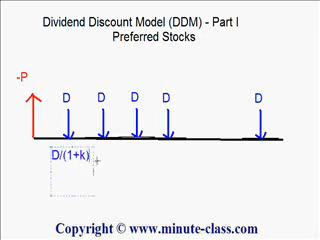 Dividend Discount Model (DDM) - Part I
Preferred Stocks
-P
D D D D D
D/(1+k)
Copyright © www.minute-class.com